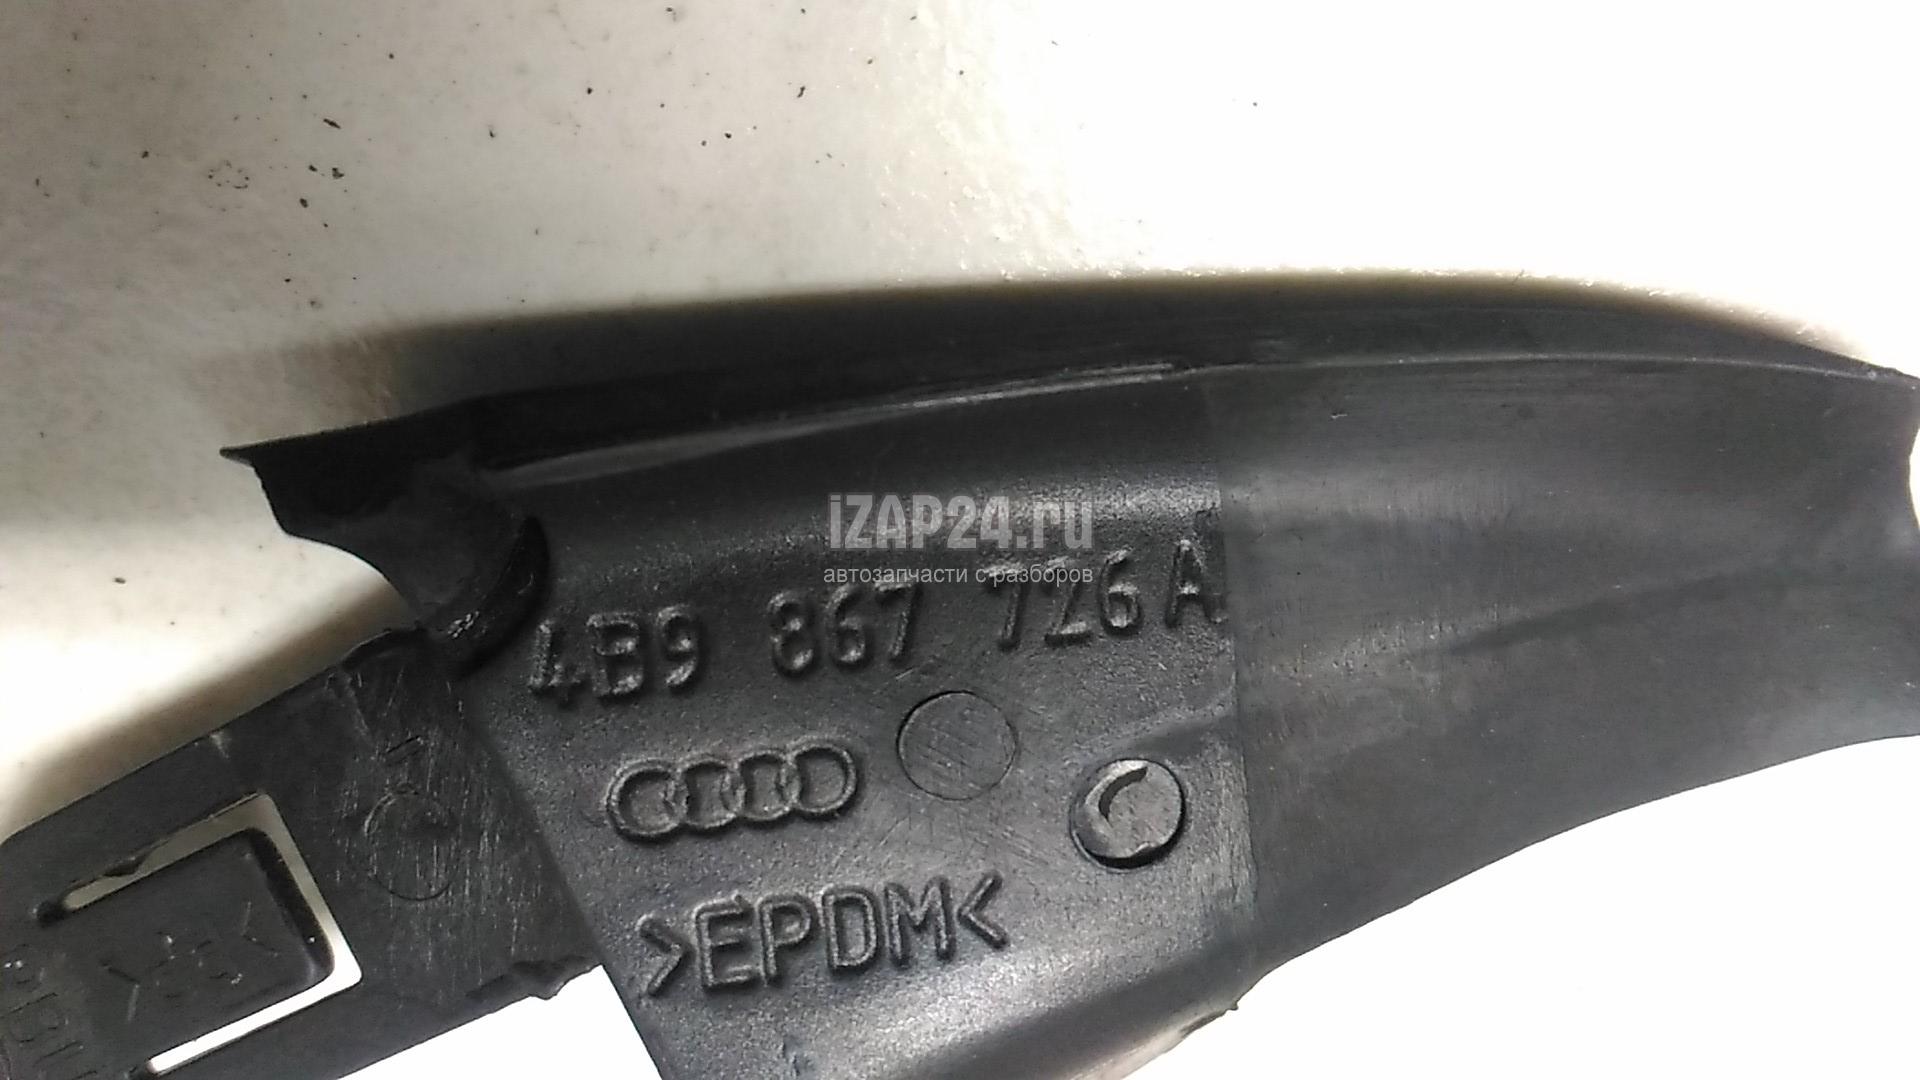 iZAP24.ru
автозапчасти с разборов
4B9 867 726 A
>EPDM<